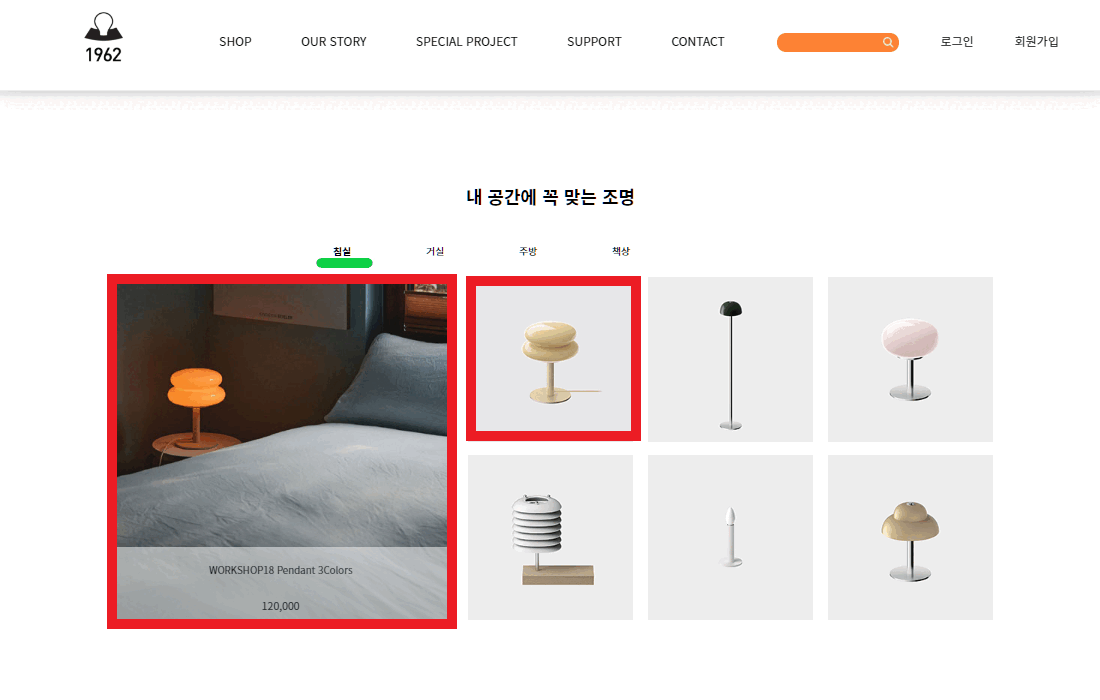 1962
SHOP OUR STORY SPECIAL PROJECT SUPPORT CONTACT 로그인 회원가입
내 공간에 꼭 맞는 조명
침실 거실 주방 책상
WORKSHOP18 Pendant 3Colors
120,000